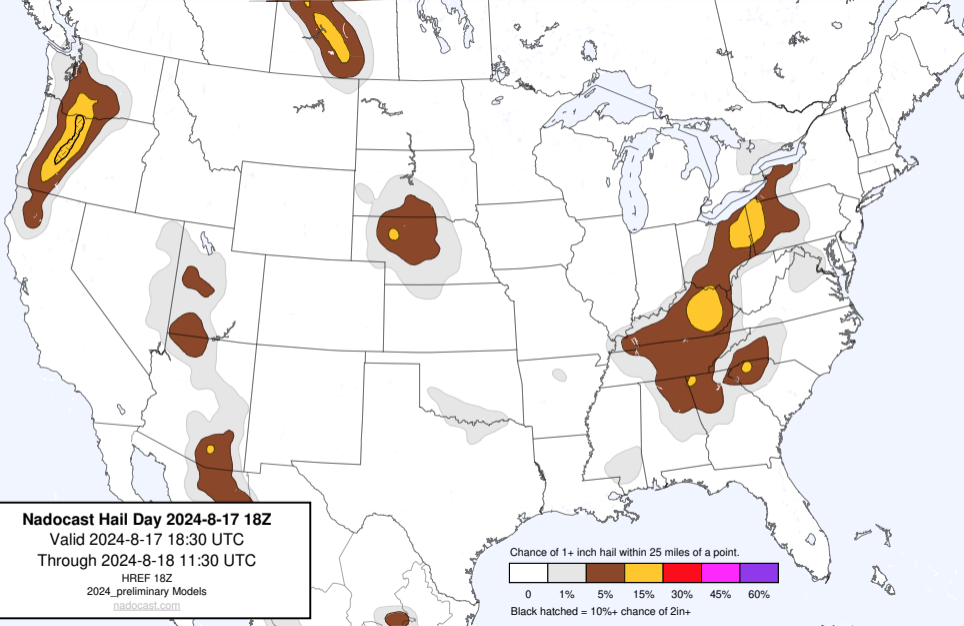 Nadocast Hail Day 2024-8-17 18Z
Valid 2024-8-17 18:30 UTC
Through 2024-8-18 11:30 UTC
HREF 18Z
2024_preliminary Models
nadocast.com
Chance of 1+ inch hail within 25 miles of a point.
0 1% 5% 15% 30% 45% 60%
Black hatched = 10%+ chance of 2in+